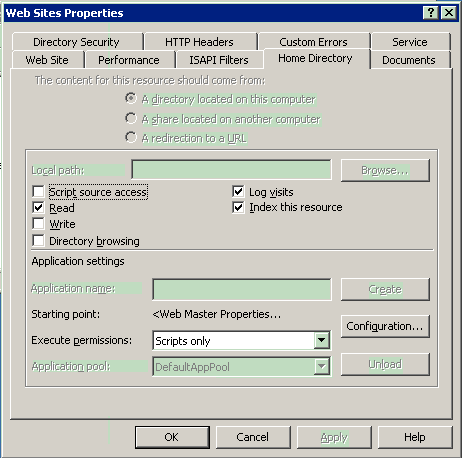 Web Sites Properties
Directory Security
HTTP Headers
Custom Errors
Service
Web Site
Performance
ISAPI Filters
Home Directory
Documents
The content for this resource should come from:
A directory located on this computer
A share located on another computer
A redirection to a URL
Local path:
Browse...
Script source access
Log visits
Read
Index this resource
Write
Directory browsing
Application settings
Application name:
Create
Starting point:
<Web Master Properties...
Configuration...
Execute permissions:
Scripts only
Application pool:
DefaultAppPool
Unload
OK
Cancel
Apply
Help